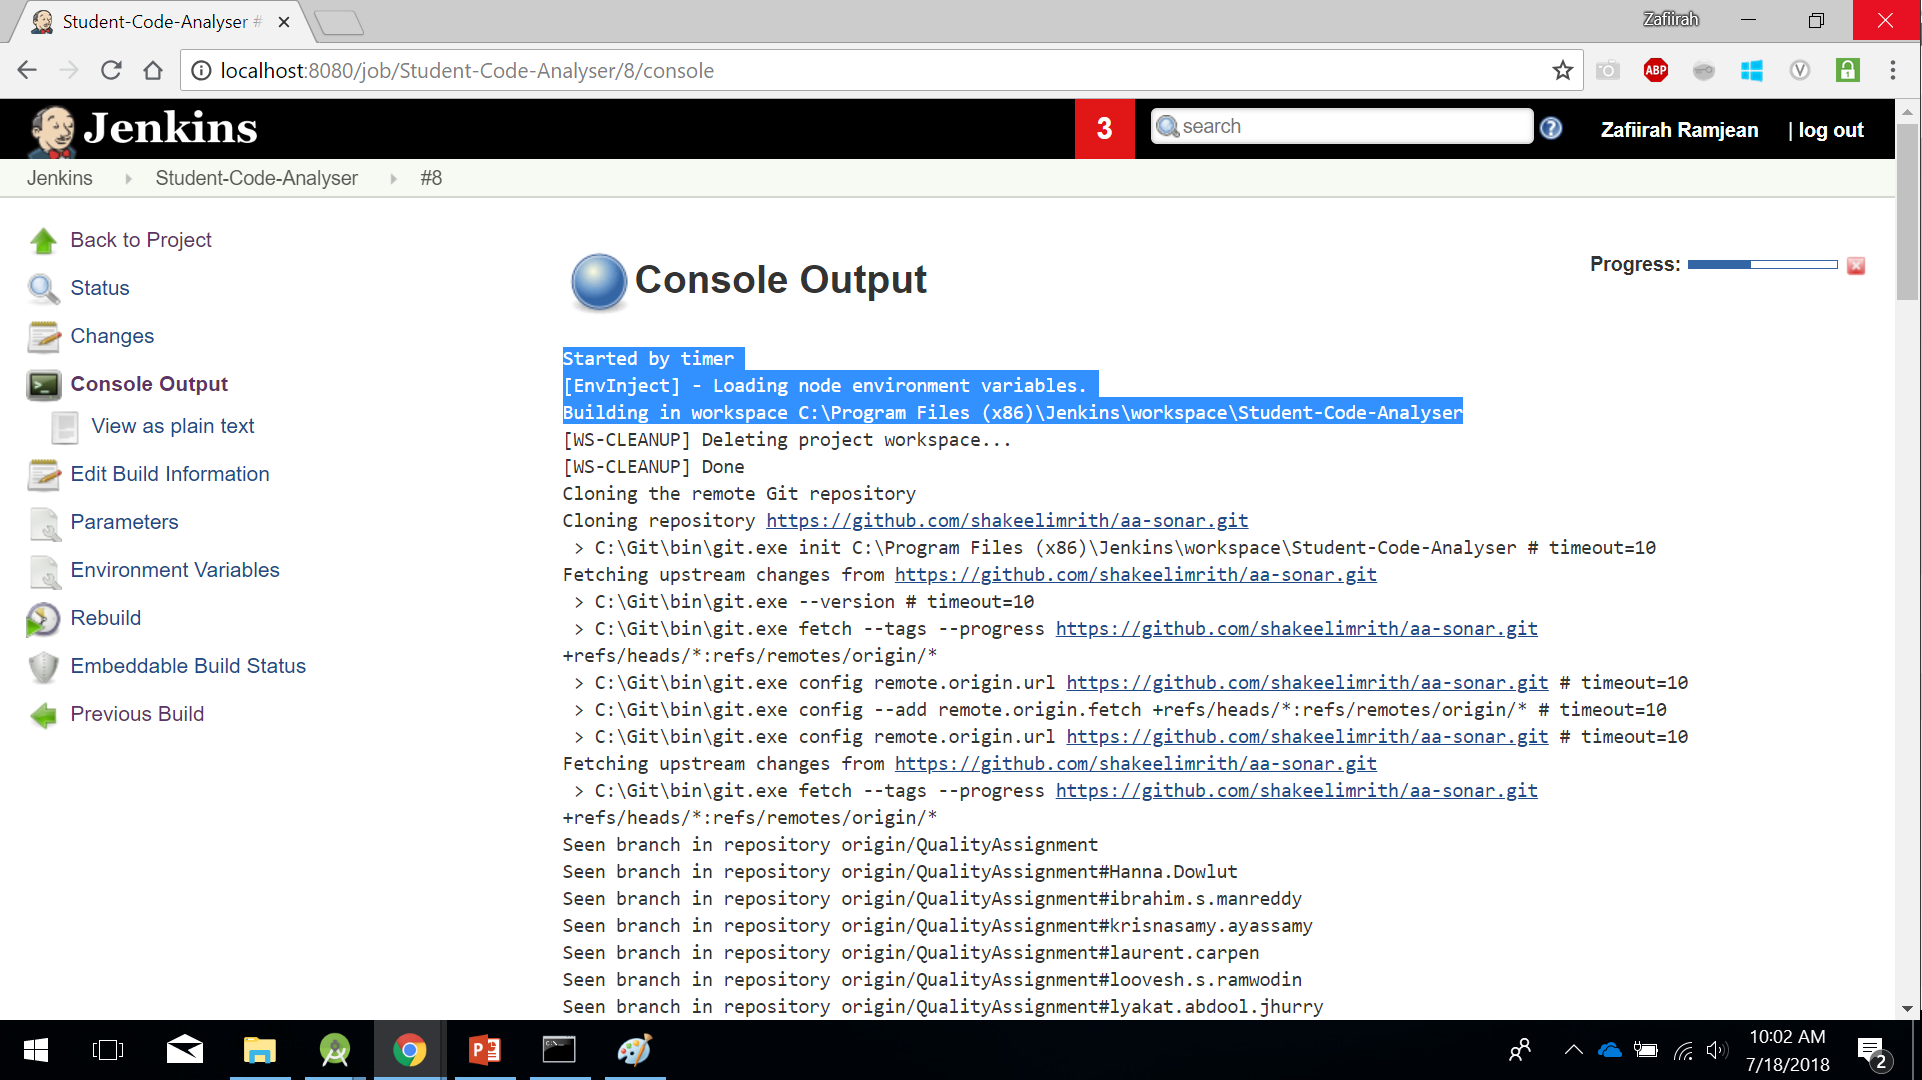 Student-Code-Analyser #
Zafiirah
localhost:8080/job/Student-Code-Analyser/8/console
ABP
Jenkins
3
search
Zafiirah Ramjean
| log out
Jenkins
Student-Code-Analyser
#8
Back to Project
Status
Changes
Console Output
View as plain text
Edit Build Information
Parameters
Environment Variables
Rebuild
Embeddable Build Status
Previous Build
Console Output
Progress:
Started by timer
[EnvInject] - Loading node environment variables.
Building in workspace C:\Program Files (x86)\Jenkins\workspace\Student-Code-Analyser
[WS-CLEANUP] Deleting project workspace...
[WS-CLEANUP] Done
Cloning the remote Git repository
Cloning repository https://github.com/shakeelimrith/aa-sonar.git
> C:\Git\bin\git.exe init C:\Program Files (x86)\Jenkins\workspace\Student-Code-Analyser # timeout=10
Fetching upstream changes from https://github.com/shakeelimrith/aa-sonar.git
> C:\Git\bin\git.exe --version # timeout=10
> C:\Git\bin\git.exe fetch --tags --progress https://github.com/shakeelimrith/aa-sonar.git
+refs/heads/*:refs/remotes/origin/*
> C:\Git\bin\git.exe config remote.origin.url https://github.com/shakeelimrith/aa-sonar.git # timeout=10
> C:\Git\bin\git.exe config --add remote.origin.fetch +refs/heads/*:refs/remotes/origin/* # timeout=10
> C:\Git\bin\git.exe config remote.origin.url https://github.com/shakeelimrith/aa-sonar.git # timeout=10
Fetching upstream changes from https://github.com/shakeelimrith/aa-sonar.git
> C:\Git\bin\git.exe fetch --tags --progress https://github.com/shakeelimrith/aa-sonar.git
+refs/heads/*:refs/remotes/origin/*
Seen branch in repository origin/QualityAssignment
Seen branch in repository origin/QualityAssignment#Hanna.Dowlut
Seen branch in repository origin/QualityAssignment#ibrahim.s.manreddy
Seen branch in repository origin/QualityAssignment#krisnasamy.ayassamy
Seen branch in repository origin/QualityAssignment#laurent.carpen
Seen branch in repository origin/QualityAssignment#loovesh.s.ramwodin
Seen branch in repository origin/QualityAssignment#lyakat.abdool.jhurry
10:02 AM
7/18/2018
2